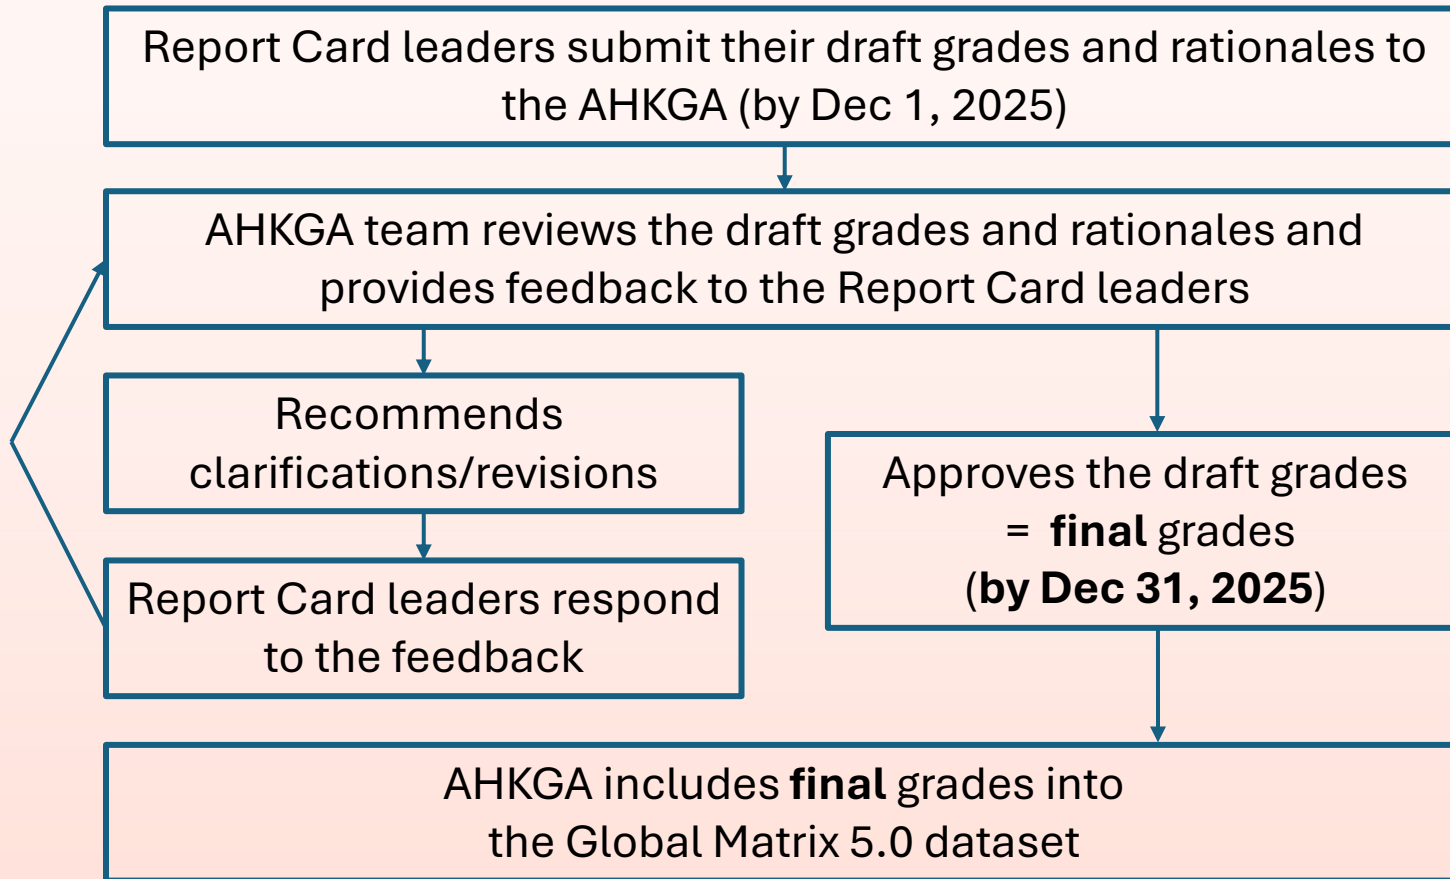 Report Card leaders submit their draft grades and rationales to
the AHKGA (by Dec 1, 2025)
AHKGA team reviews the draft grades and rationales and
provides feedback to the Report Card leaders
Recommends
clarifications/revisions
Report Card leaders respond
to the feedback
Approves the draft grades
= final grades
(by Dec 31, 2025)
AHKGA includes final grades into
the Global Matrix 5.0 dataset